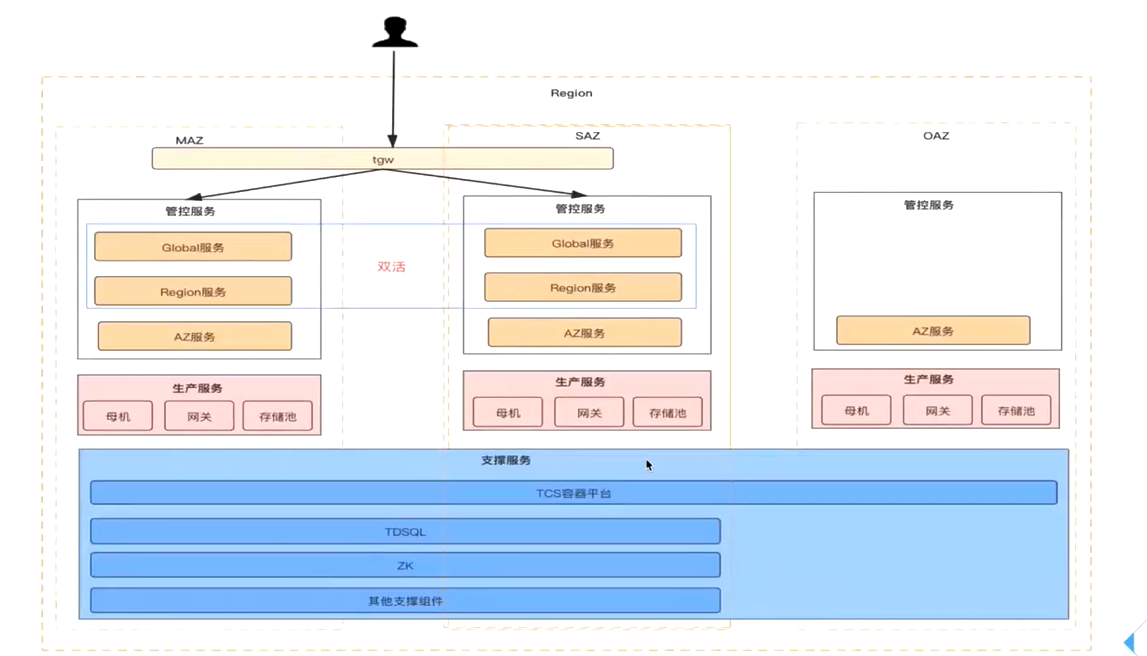 Region
MAZ
SAZ
OAZ
tgw
管控服务
Global服务
Region服务
AZ服务
双活
管控服务
Global服务
Region服务
AZ服务
管控服务
AZ服务
生产服务
母机
网关
存储池
生产服务
母机
网关
存储池
生产服务
母机
网关
存储池
支撑服务
TCS容器平台
TDSQL
ZK
其他支撑组件